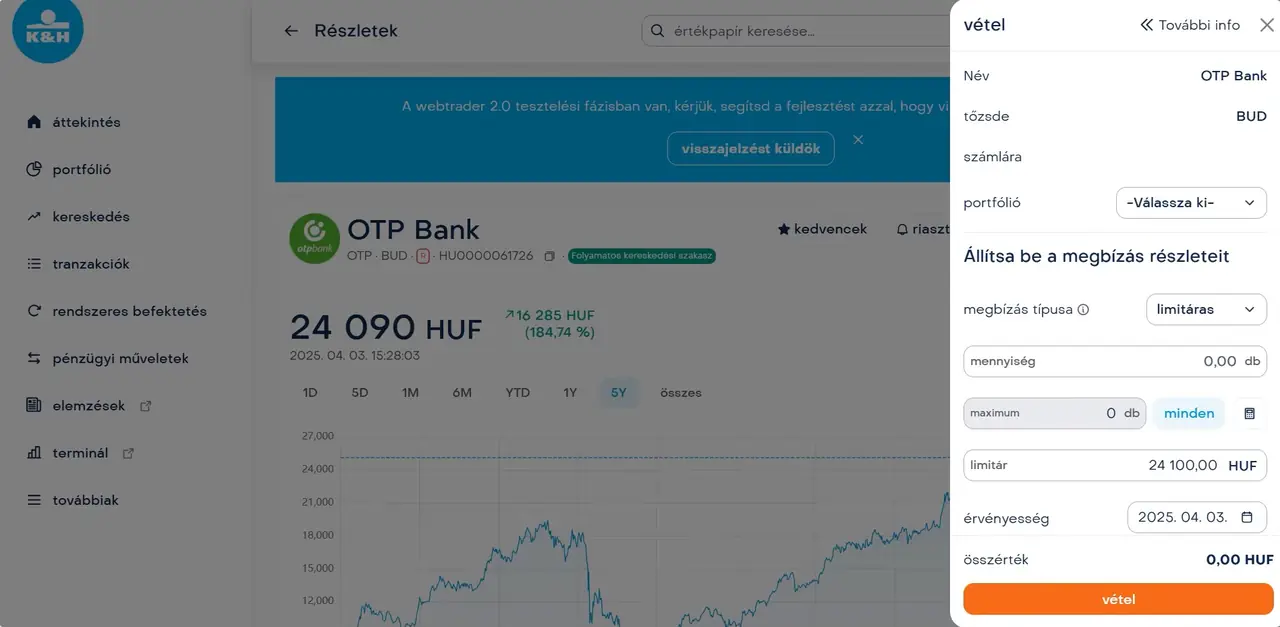 K&H
áttekintés
portfólió
kereskedés
tranzakciók
rendszeres befektetés
pénzügyi műveletek
elemzések
terminál
továbbiak
Részletek
értékpapír keresése...
A webtrader 2.0 tesztelési fázisban van, kérjük, segítsd a fejlesztést azzal, hogy vi
visszajelzést küldök
otpbank
OTP Bank
kedvencek
riaszt
OTP · BUD · R · HU0000061726 · Folyamatos kereskedési szakasz
24 090 HUF
16 285 HUF
(184,74 %)
2025. 04. 03. 15:28:03
1D 5D 1M 6M YTD 1Y 5Y összes
27,000
24,000
21,000
18,000
15,000
12,000
vétel
További info
Név OTP Bank
tőzsde BUD
számlára
portfólió -Válassza ki-
Állítsa be a megbízás részleteit
megbízás típusa limitáras
mennyiség 0,00 db
maximum 0 db minden
limitár 24 100,00 HUF
érvényesség 2025. 04. 03.
összérték 0,00 HUF
vétel